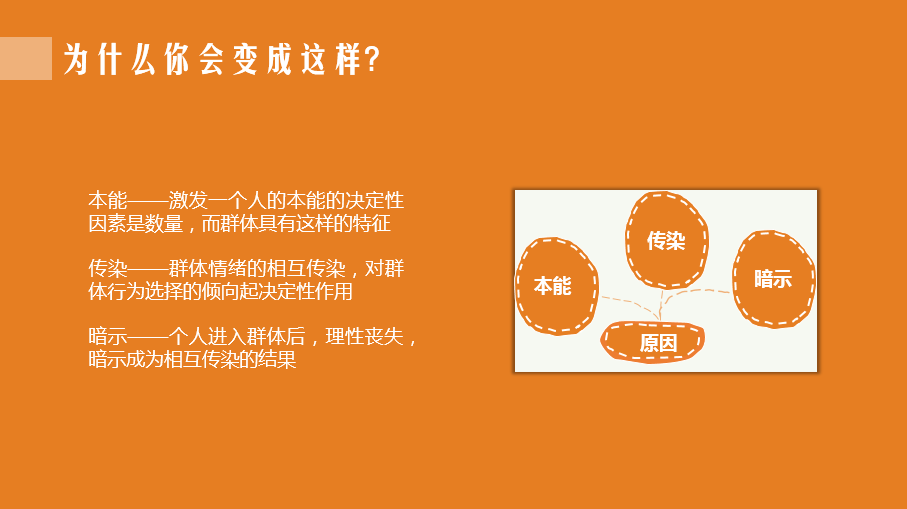 为什么你会变成这样?
本能——激发一个人的本能的决定性
因素是数量，而群体具有这样的特征
传染——群体情绪的相互传染，对群
体行为选择的倾向起决定性作用
暗示——个人进入群体后，理性丧失，
暗示成为相互传染的结果
传染
本能
暗示
原因